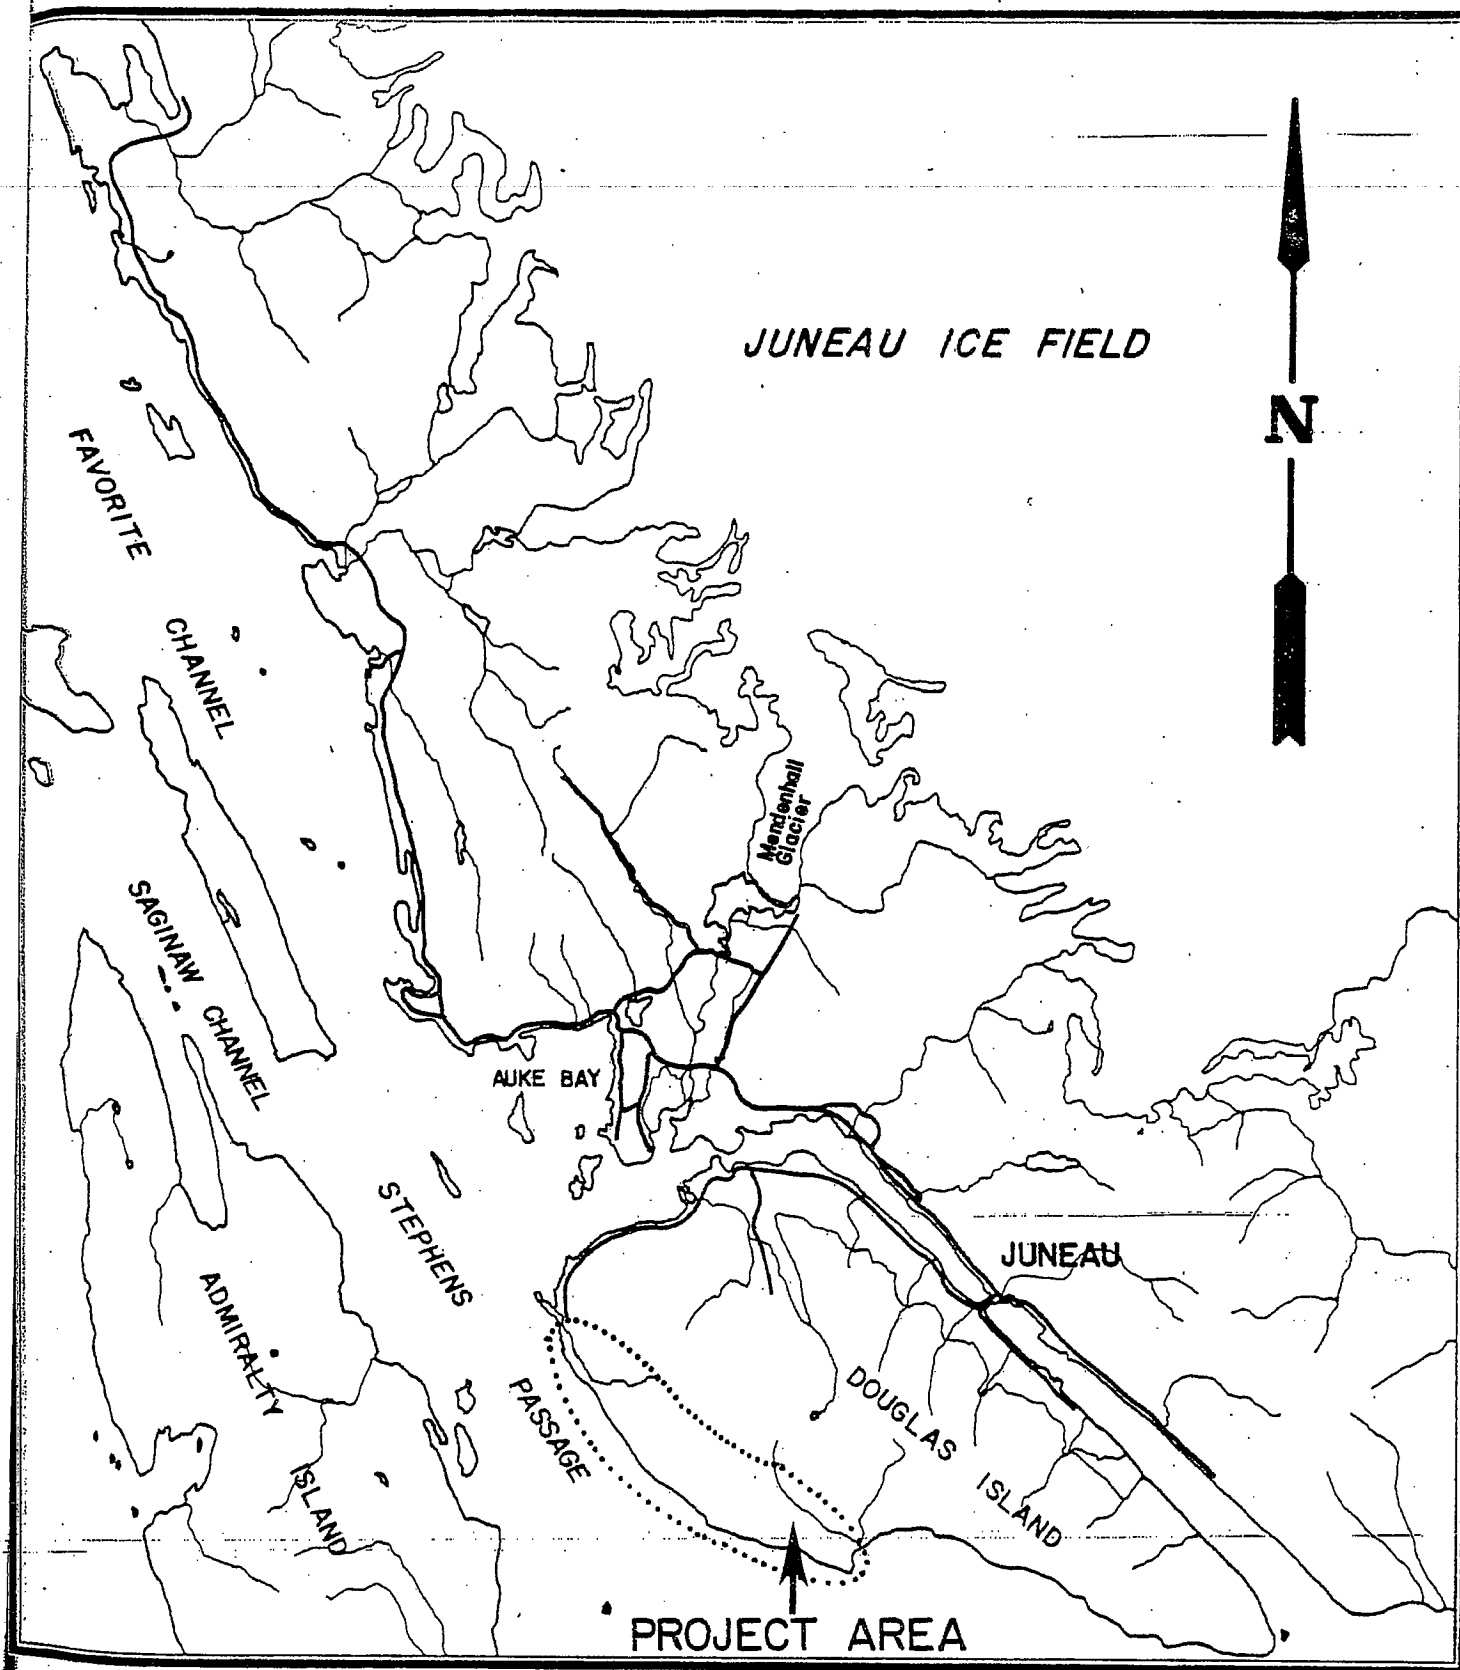 JUNEAU ICE FIELD
N
FAVORITE
CHANNEL
Mendenhall
Glacier
SAGINAW CHANNEL
AUKE BAY
STEPHENS
PASSAGE
JUNEAU
ADMIRALTY
ISLAND
DOUGLAS
ISLAND
PROJECT AREA